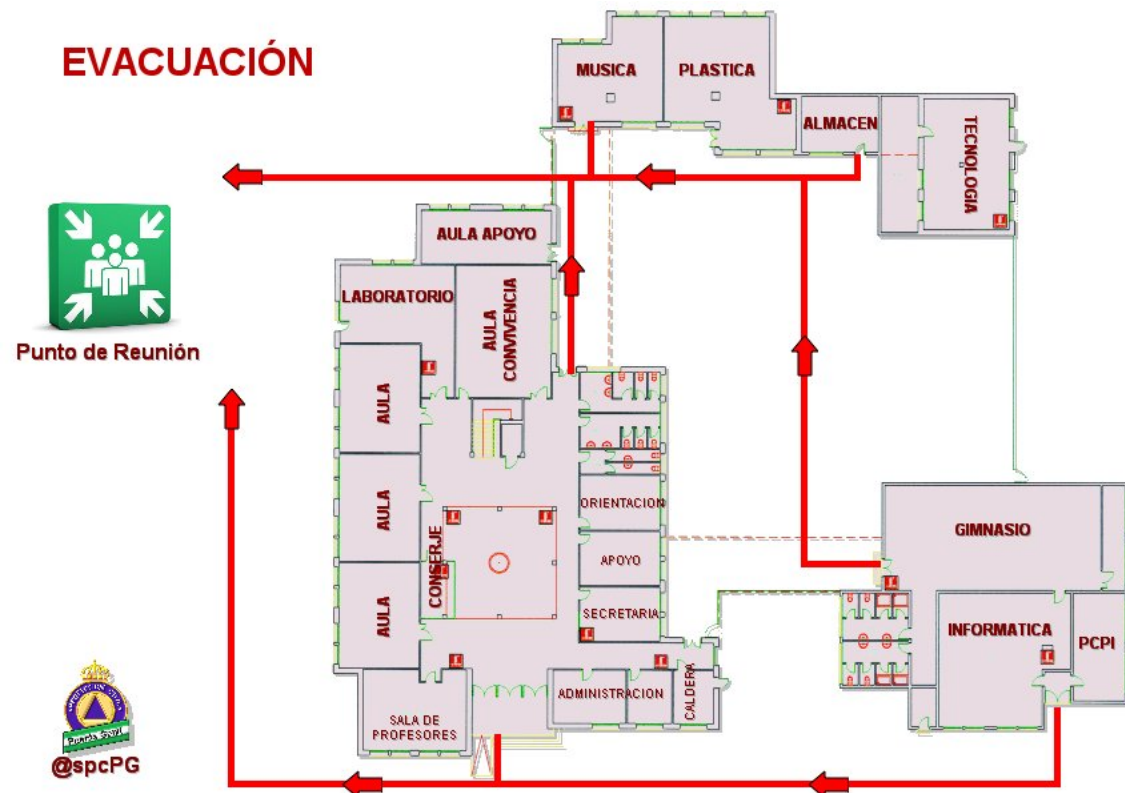 EVACUACIÓN
MUSICA
PLASTICA
ALMACEN
TECNOLOGIA
AULA APOYO
LABORATORIO
AULA
CONVIVENCIA
Punto de Reunión
AULA
AULA
AULA
CONSERJE
ORIENTACION
APOYO
SECRETARIA
GIMNASIO
INFORMATICA
PCPI
ADMINISTRACION
CALDERA
SALA DE
PROFESORES
@spcPG